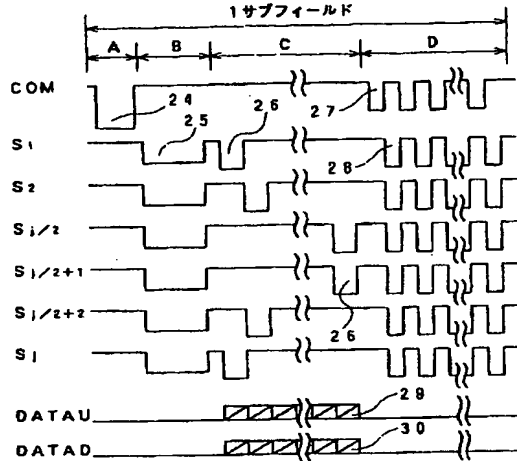 1サブフィールド
A B C D
COM
24 25 26 27
S1
28
S2
Sj/2
Sj/2+1
26
Sj/2+2
Sj
DATAU 29
DATAD 30